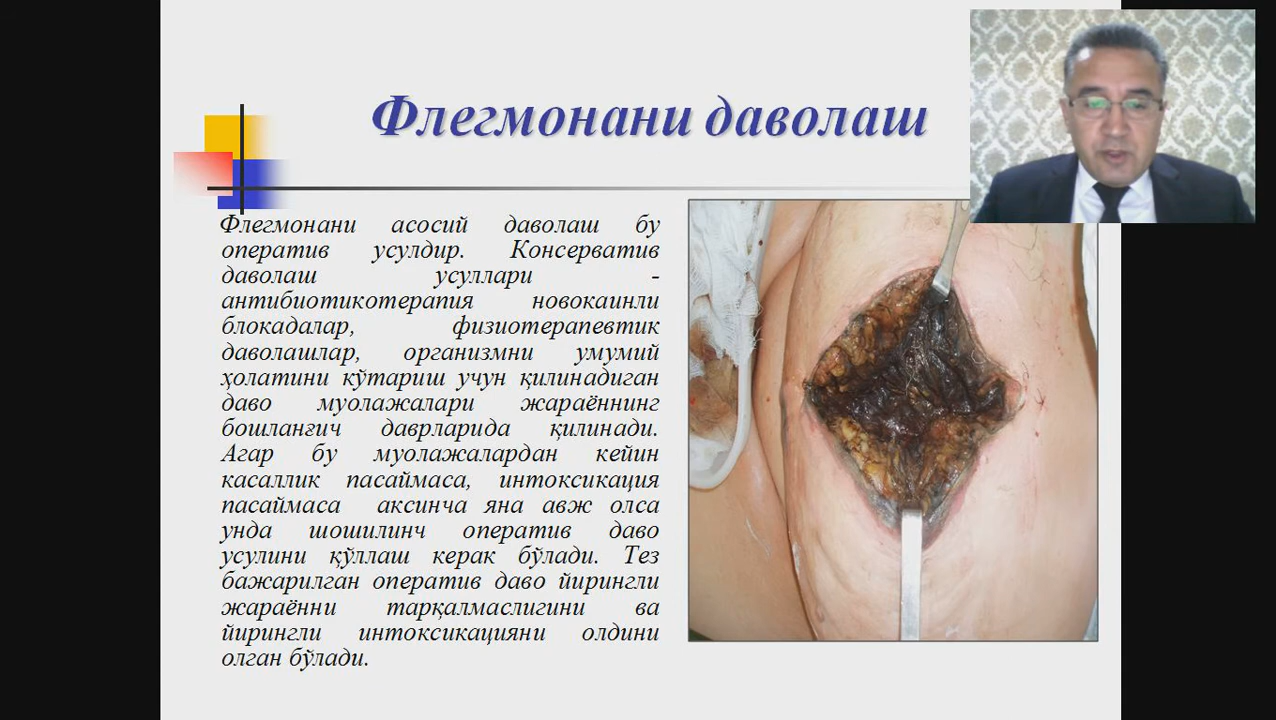 Флегмонани даволаш
Флегмонани асосий даволаш бу
оператив усулдир. Консерватив
даволаш усуллари -
антибиотикотерапия новокаинли
блокадалар, физиотерапевтик
даволашлар, организмни умумий
ҳолатини кўтариш учун қилинадиган
даво муолажалари жараённинг
бошланғич даврларида қилинади.
Агар бу муолажалардан кейин
касаллик пасаймаса, интоксикация
пасаймаса аксинча яна авж олса
унда шошилинч оператив даво
усулини қўллаш керак бўлади. Тез
бажарилган оператив даво йирингли
жараённи тарқалмаслигини ва
йирингли интоксикацияни олдини
олган бўлади.